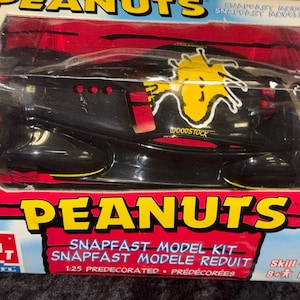 PEANUTS
SNAPFAST MODEL KIT
SNAPFAST MODELE REDUIT
WOODSTOCK
PEANUTS
SNAPFAST MODEL KIT
SNAPFAST MODELE REDUIT
1:25 PREDECORATED • PRÉDÉCORÉES
Skill
8+